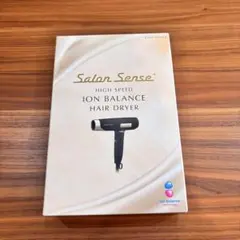 Salon Sense
HIGH SPEED
ION BALANCE
HAIR DRYER